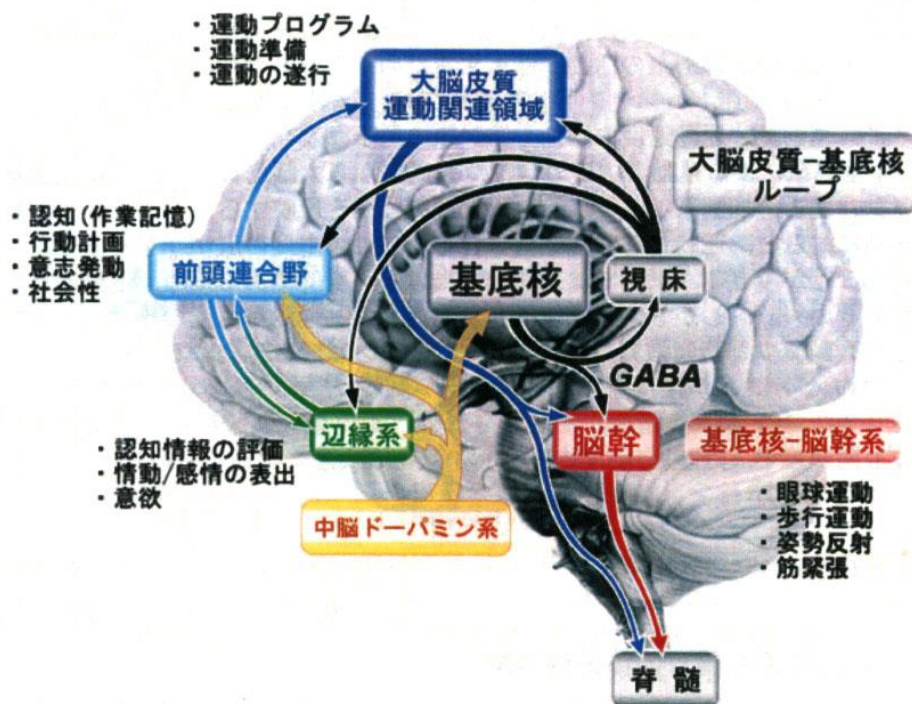 ・運動プログラム
・運動準備
・運動の遂行
大脳皮質
運動関連領域
大脳皮質-基底核
ループ
・認知(作業記憶)
・行動計画
・意志発動
・社会性
前頭連合野
基底核
視床
GABA
辺縁系
脳幹
基底核-脳幹系
・認知情報の評価
・情動/感情の表出
・意欲
・眼球運動
・歩行運動
・姿勢反射
・筋緊張
中脳ドーパミン系
脊髄